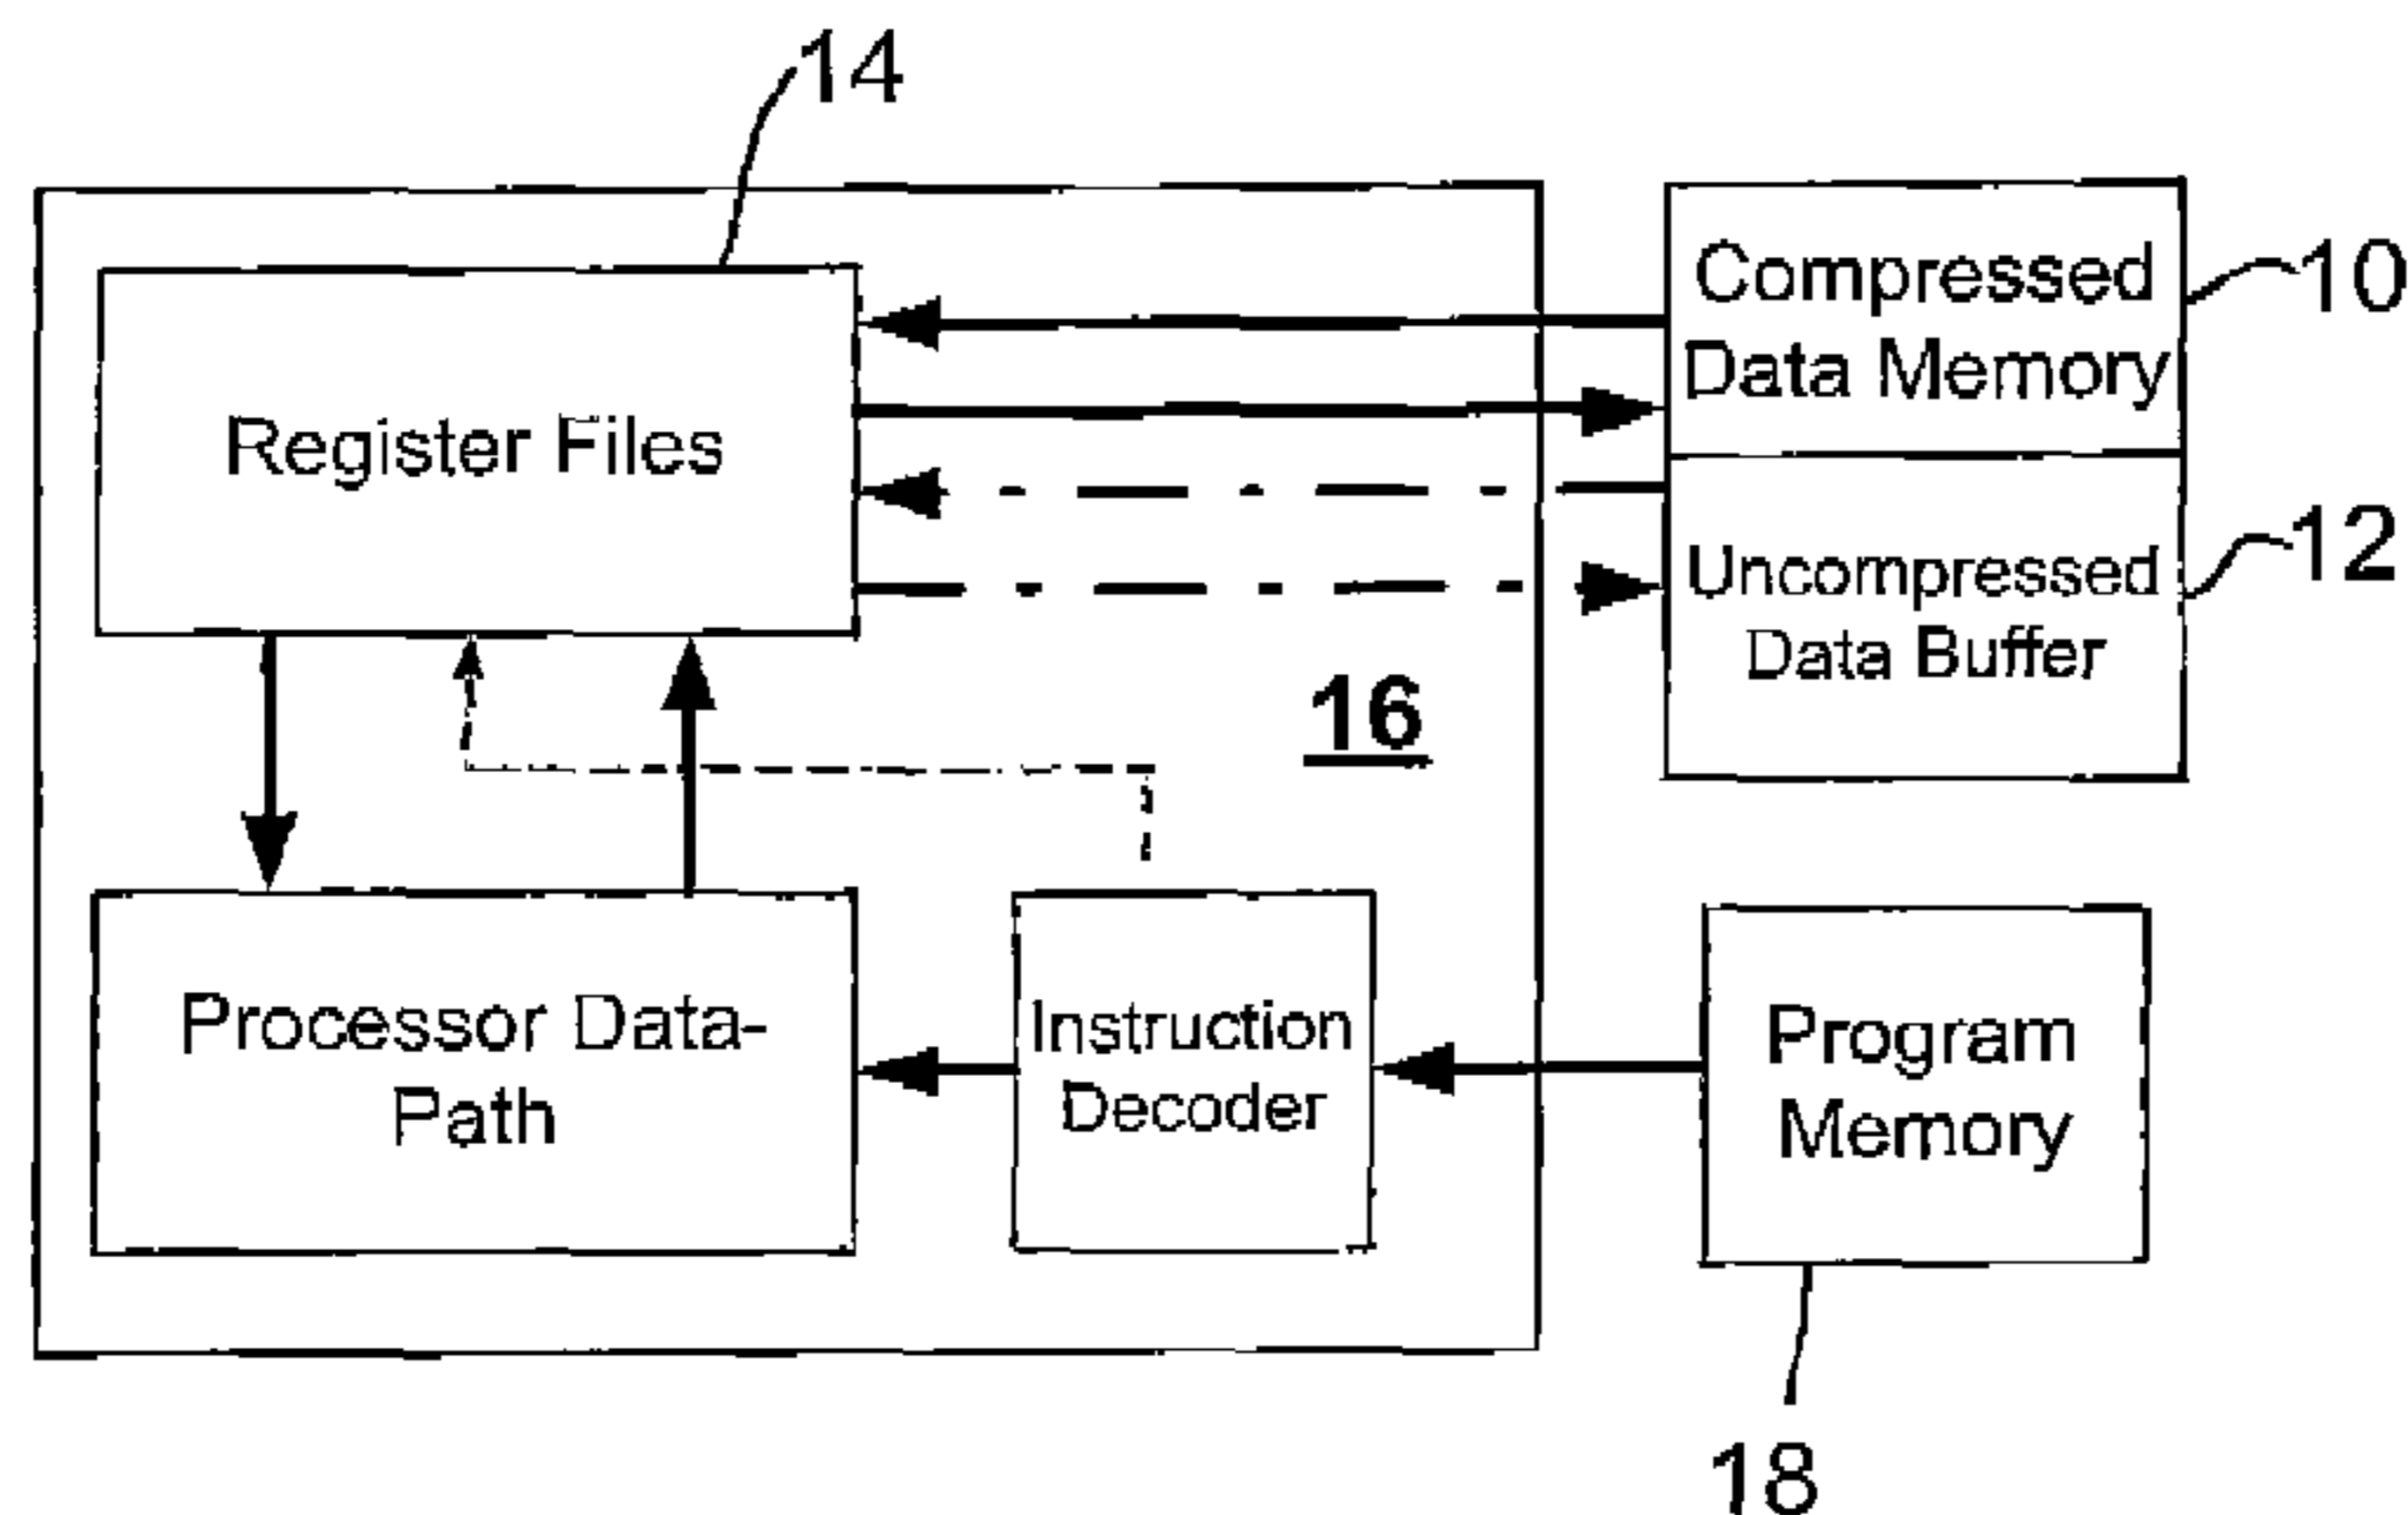 14
Compressed
Data Memory
10
Register Files
Uncompressed
Data Buffer
12
16
Processor Data-
Path
Instruction
Decoder
Program
Memory
18